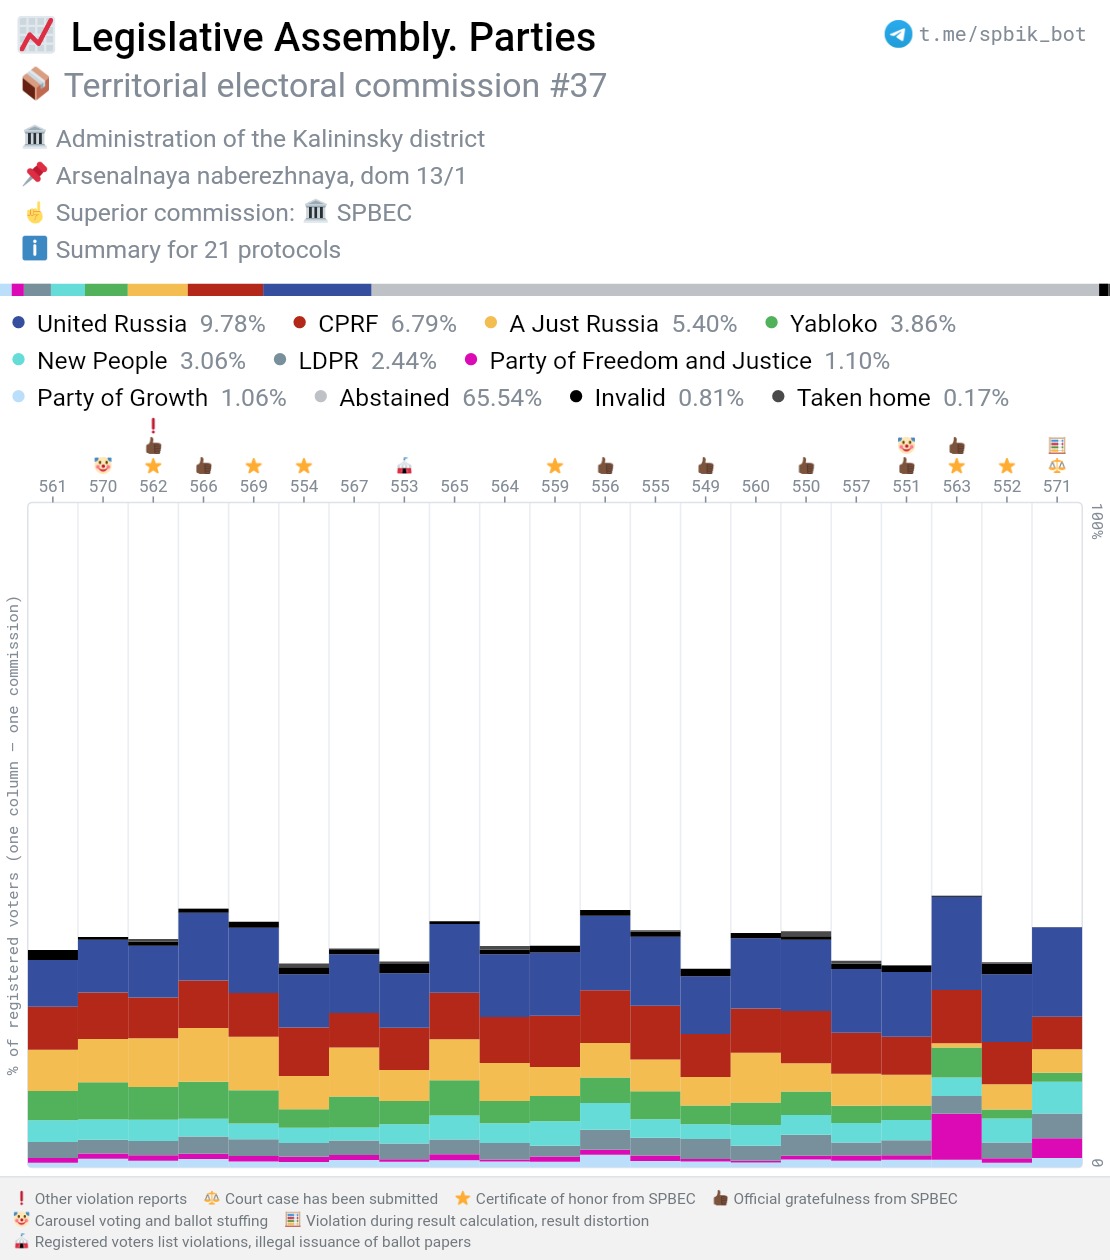 Legislative Assembly. Parties
t.me/spbik_bot
Territorial electoral commission #37
Administration of the Kalininsky district
Arsenalnaya naberezhnaya, dom 13/1
Superior commission: SPBEC
Summary for 21 protocols
United Russia 9.78% CPRF 6.79% A Just Russia 5.40% Yabloko 3.86%
New People 3.06% LDPR 2.44% Party of Freedom and Justice 1.10%
Party of Growth 1.06% Abstained 65.54% Invalid 0.81% Taken home 0.17%
561 570 562 566 569 554 567 553 565 564 559 556 555 549 560 550 557 551 563 552 571
100%
% of registered voters (one column – one commission)
0
Other violation reports Court case has been submitted Certificate of honor from SPBEC Official gratefulness from SPBEC
Carousel voting and ballot stuffing Violation during result calculation, result distortion
Registered voters list violations, illegal issuance of ballot papers